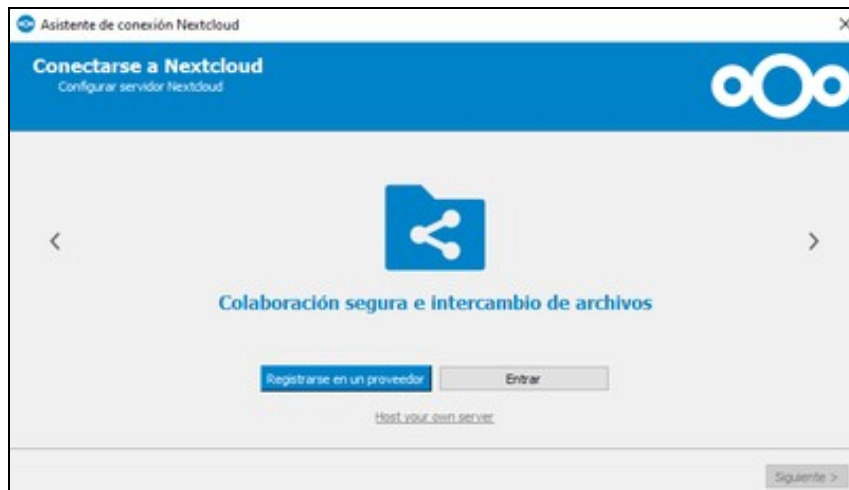 Asistente de conexión Nextcloud
Conectarse a Nextcloud
Configurar servidor Nextcloud
Colaboración segura e intercambio de archivos
Registrarse en un proveedor
Entrar
Host your own server
Siguiente >